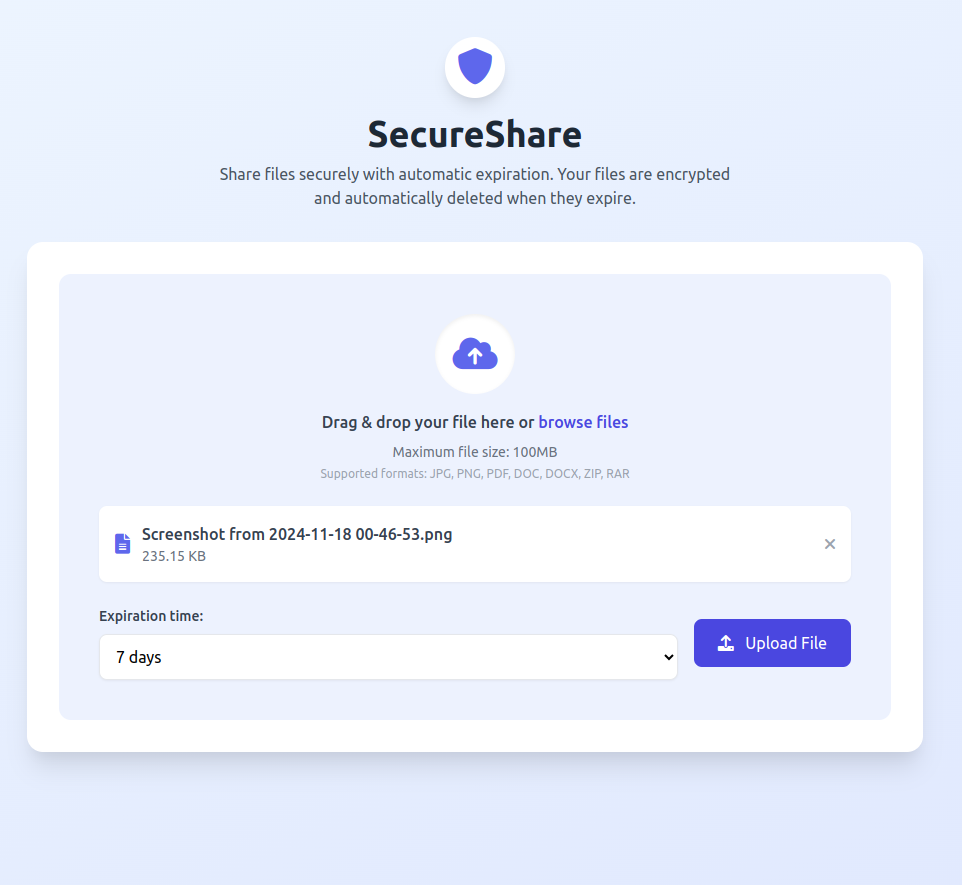 SecureShare
Share files securely with automatic expiration. Your files are encrypted
and automatically deleted when they expire.
Drag & drop your file here or browse files
Maximum file size: 100MB
Supported formats: JPG, PNG, PDF, DOC, DOCX, ZIP, RAR
Screenshot from 2024-11-18 00-46-53.png
235.15 KB
Expiration time:
7 days
Upload File